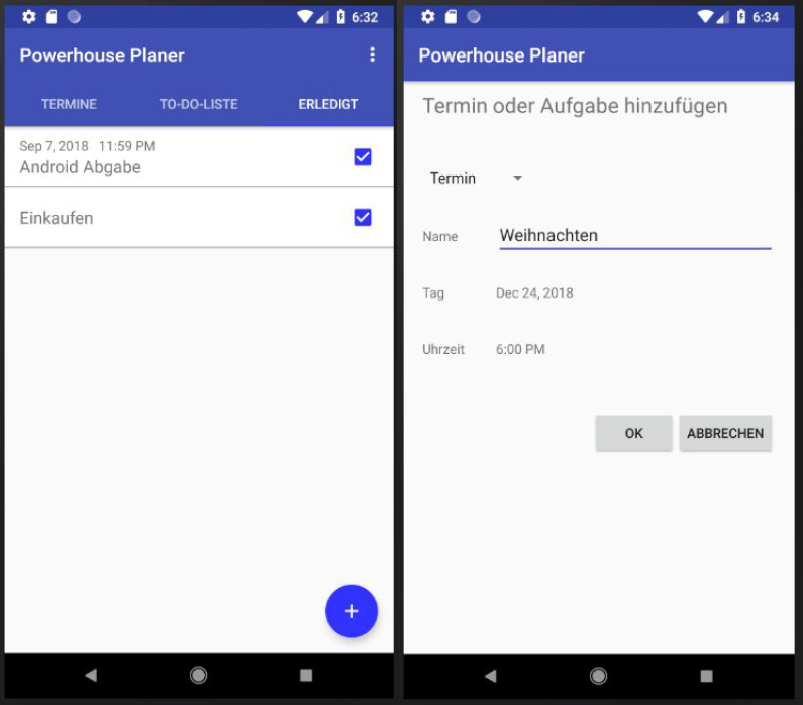 6:32
Powerhouse Planer
TERMINE TO-DO-LISTE ERLEDIGT
Sep 7, 2018 11:59 PM
Android Abgabe
Einkaufen
+
6:34
Powerhouse Planer
Termin oder Aufgabe hinzufügen
Termin
Name Weihnachten
Tag Dec 24, 2018
Uhrzeit 6:00 PM
OK ABBRECHEN